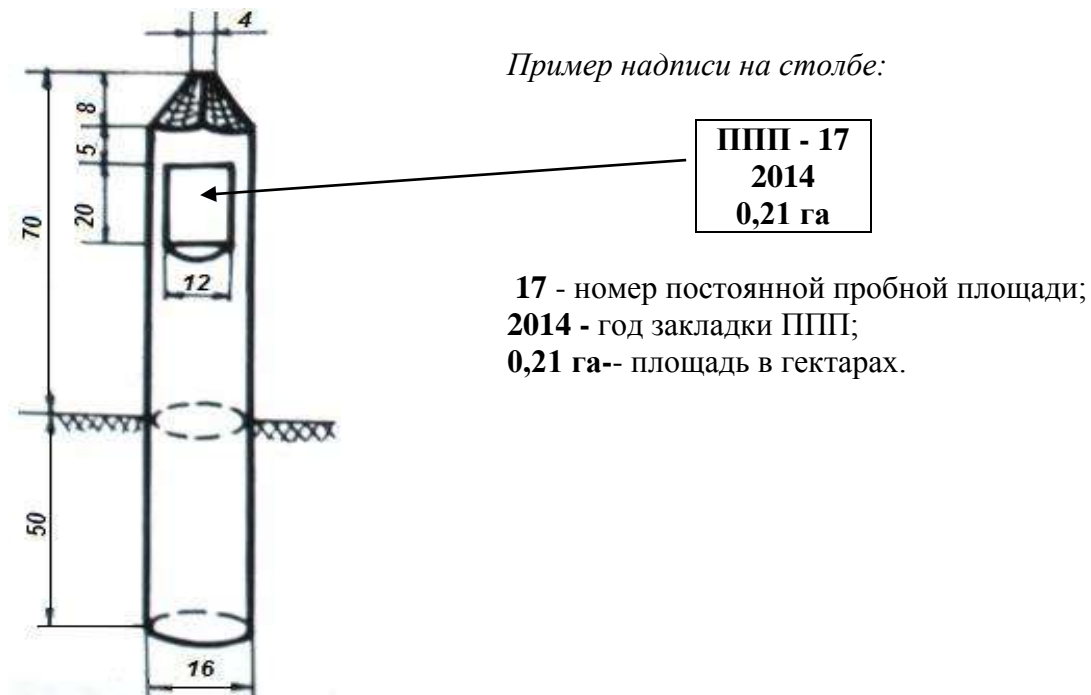 4
Пример надписи на столбе:
8
5
20
70
12
ППП - 17
2014
0,21 га
17 - номер постоянной пробной площади;
2014 - год закладки ППП;
0,21 га-- площадь в гектарах.
50
16